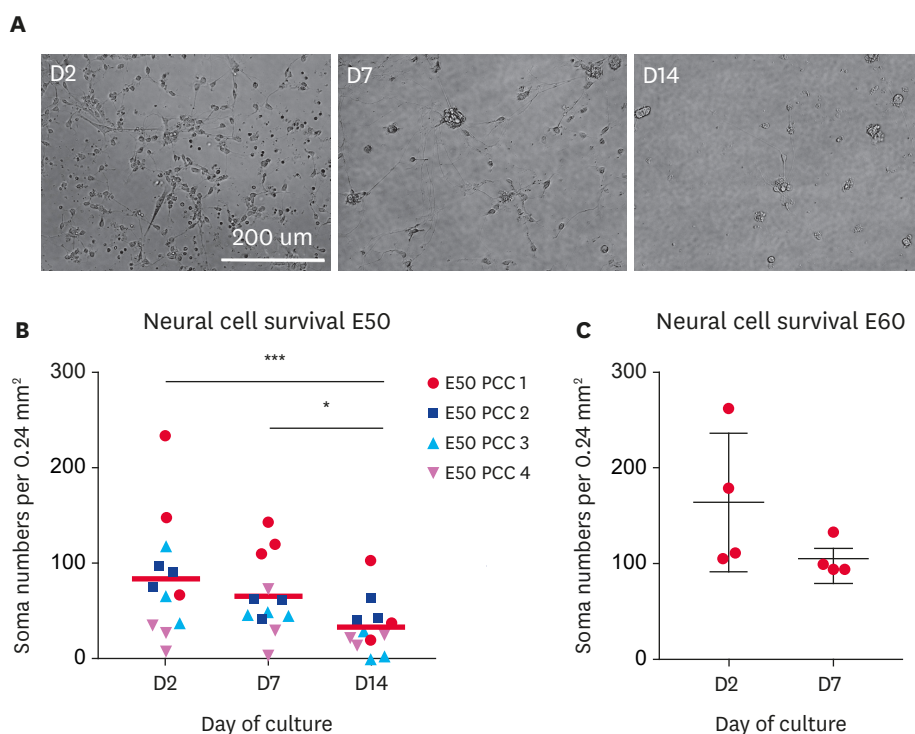 A
D2
D7
D14
200 um
B
Neural cell survival E50
Soma numbers per 0.24 mm²
300
200
100
0
***
*
D2
D7
D14
Day of culture
E50 PCC 1
E50 PCC 2
E50 PCC 3
E50 PCC 4
C
Neural cell survival E60
Soma numbers per 0.24 mm²
300
200
100
0
D2
D7
Day of culture